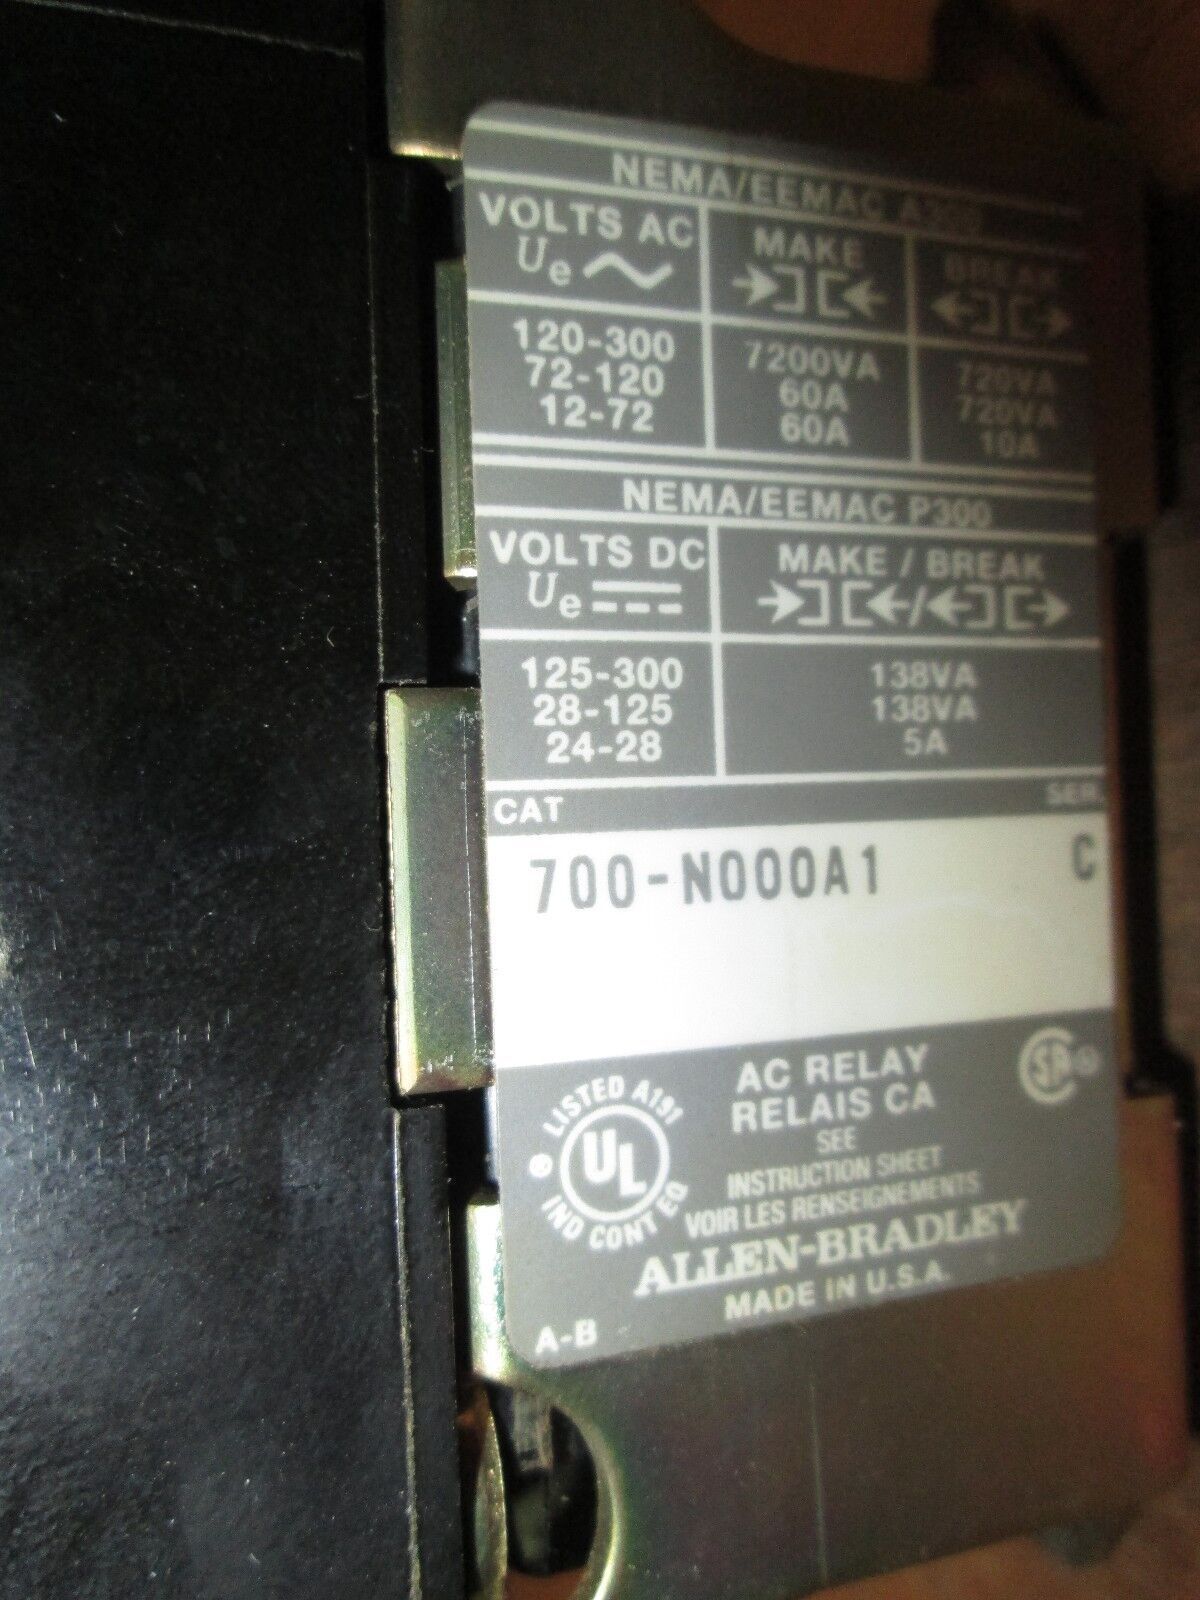 NEMA/EEMAC A300
VOLTS AC MAKE BREAK
Ue
120-300 7200VA 720VA
72-120 60A 720VA
12-72 60A 10A
NEMA/EEMAC P300
VOLTS DC MAKE / BREAK
Ue /
125-300 138VA
28-125 138VA
24-28 5A
CAT SER.
700-N000A1 C
AC RELAY
RELAIS CA
SEE
INSTRUCTION SHEET
VOIR LES RENSEIGNEMENTS
LISTED A191
UL
IND CONT EQ
SA
ALLEN-BRADLEY
MADE IN U.S.A.
A-B